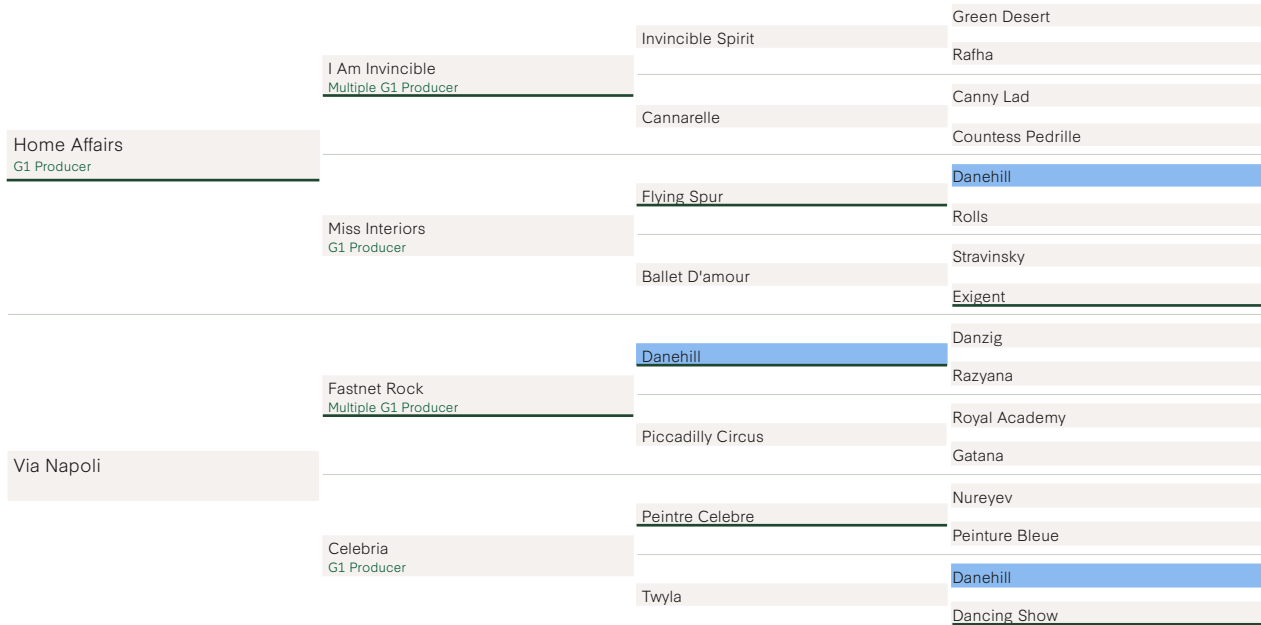 Home Affairs
G1 Producer
I Am Invincible
Multiple G1 Producer
Invincible Spirit
Green Desert
Rafha
Cannarelle
Canny Lad
Countess Pedrille
Miss Interiors
G1 Producer
Flying Spur
Danehill
Rolls
Ballet D'amour
Stravinsky
Exigent
Via Napoli
Fastnet Rock
Multiple G1 Producer
Danehill
Danzig
Razyana
Piccadilly Circus
Royal Academy
Gatana
Celebria
G1 Producer
Peintre Celebre
Nureyev
Peinture Bleue
Twyla
Danehill
Dancing Show